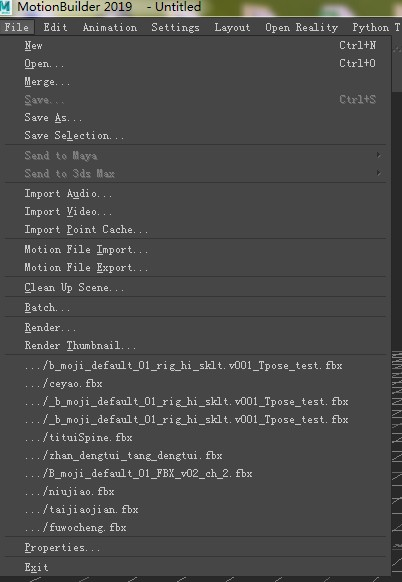 MotionBuilder 2019 - Untitled
File Edit Animation Settings Layout Open Reality Python T
New Ctrl+N
Open... Ctrl+O
Merge...
Save... Ctrl+S
Save As...
Save Selection...
Send to Maya
Send to 3ds Max
Import Audio...
Import Video...
Import Point Cache...
Motion File Import...
Motion File Export...
Clean Up Scene...
Batch...
Render...
Render Thumbnail...
.../b_moji_default_01_rig_hi_sklt.v001_Tpose_test.fbx
.../ceyao.fbx
.../_b_moji_default_01_rig_hi_sklt.v001_Tpose_test.fbx
.../_b_moji_default_01_rig_hi_sklt.v001_Tpose_test.fbx
.../tituiSpine.fbx
.../zhan_dengtui_tang_dengtui.fbx
.../B_moji_default_01_FBX_v02_ch_2.fbx
.../niujiao.fbx
.../taijiaojian.fbx
.../fuwocheng.fbx
Properties...
Exit